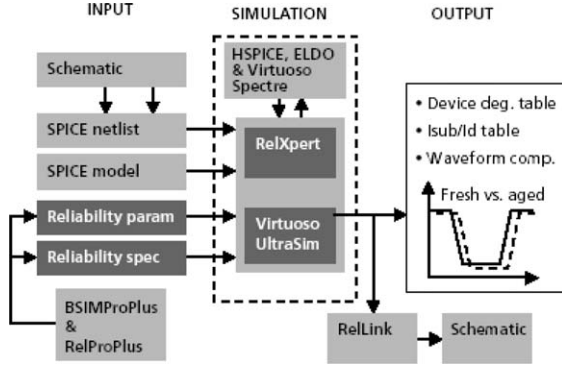 INPUT
SIMULATION
OUTPUT
Schematic
SPICE netlist
SPICE model
Reliability param
Reliability spec
BSIMProPlus
&
RelProPlus
HSPICE, ELDO
& Virtuoso
Spectre
RelXpert
Virtuoso
UltraSim
• Device deg. table
• Isub/Id table
• Waveform comp.
Fresh vs. aged
RelLink
Schematic